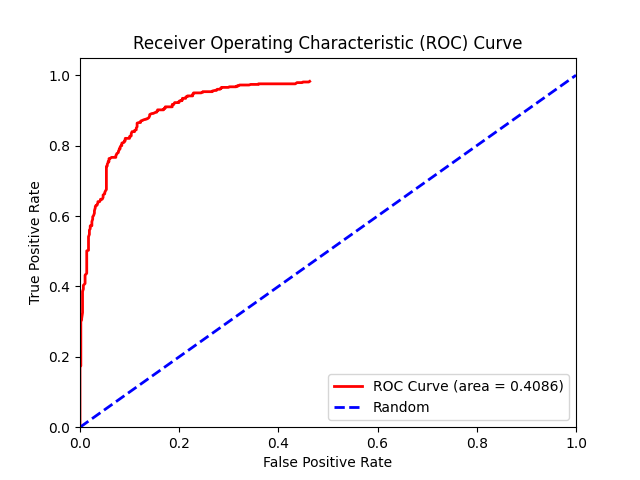 Receiver Operating Characteristic (ROC) Curve
1.0
0.8
0.6
0.4
0.2
0.0
True Positive Rate
ROC Curve (area = 0.4086)
Random
0.0 0.2 0.4 0.6 0.8 1.0
False Positive Rate